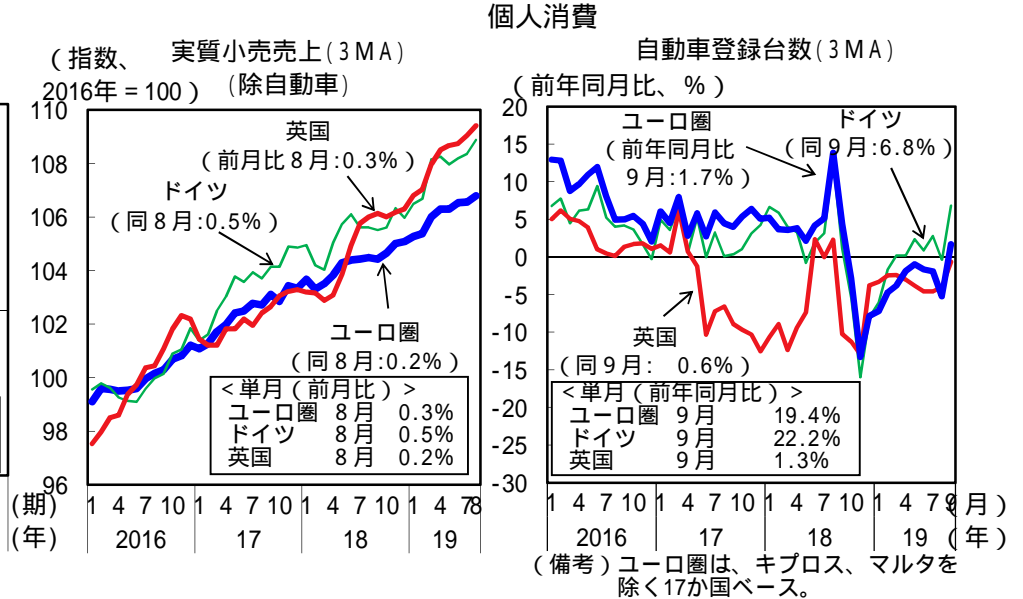 個人消費
実質小売売上(3MA)
(除自動車)
(指数、
2016年=100)
110
108
106
104
102
100
98
96
英国
(前月比8月:0.3%)
ドイツ
(同8月:0.5%)
ユーロ圏
(同8月:0.2%)
<単月(前月比)>
ユーロ圏 8月 0.3%
ドイツ 8月 0.5%
英国 8月 0.2%
(期)
1 4 7 10 1 4 7 10 1 4 7 10 1 4 7 8
(年)
2016 17 18 19
自動車登録台数(3MA)
(前年同月比、%)
20
15
10
5
0
-5
-10
-15
-20
-25
-30
ユーロ圏
(前年同月比
9月:1.7%)
ドイツ
(同9月:6.8%)
英国
(同9月: 0.6%)
<単月(前年同月比)>
ユーロ圏 9月 19.4%
ドイツ 9月 22.2%
英国 9月 1.3%
1 4 7 10 1 4 7 10 1 4 7 10 1 4 7 9(月)
2016 17 18 19 (年)
(備考)ユーロ圏は、キプロス、マルタを
除く17か国ベース。